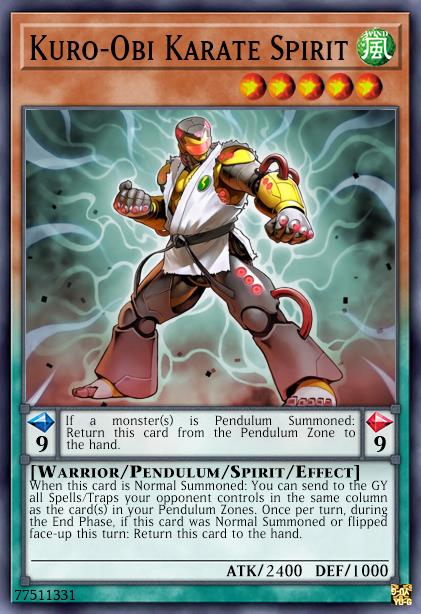 Kuro-Obi Karate Spirit
WIND
風
If a monster(s) is Pendulum Summoned:
Return this card from the Pendulum Zone to
the hand.
9
9
[Warrior/Pendulum/Spirit/Effect]
When this card is Normal Summoned: You can send to the GY
all Spells/Traps your opponent controls in the same column
as the card(s) in your Pendulum Zones. Once per turn, during
the End Phase, if this card was Normal Summoned or flipped
face-up this turn: Return this card to the hand.
ATK/2400 DEF/1000
77511331